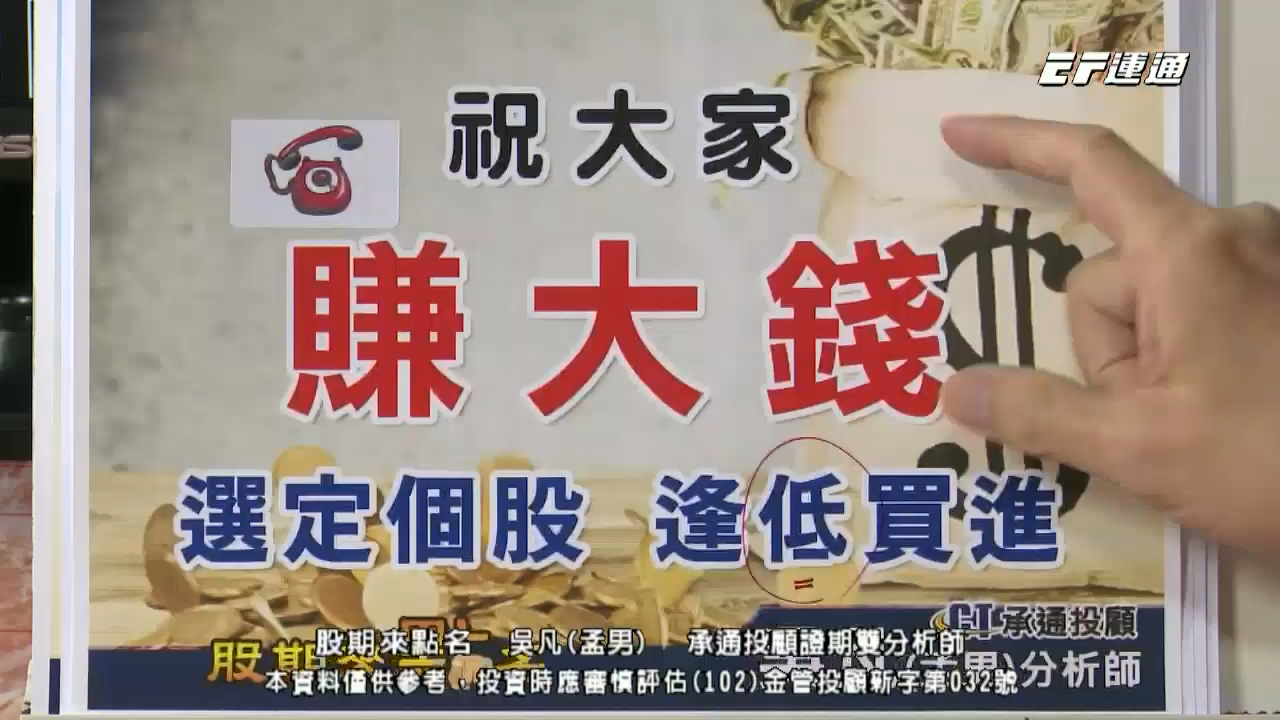 EF連通
祝大家
賺大錢
選定個股 逢低買進
CT承通投顧
股期來點名 吳凡(孟男) 承通投顧證期雙分析師
分析師
本資料僅供參考，投資時應審慎評估(102)金管投顧新字第032號